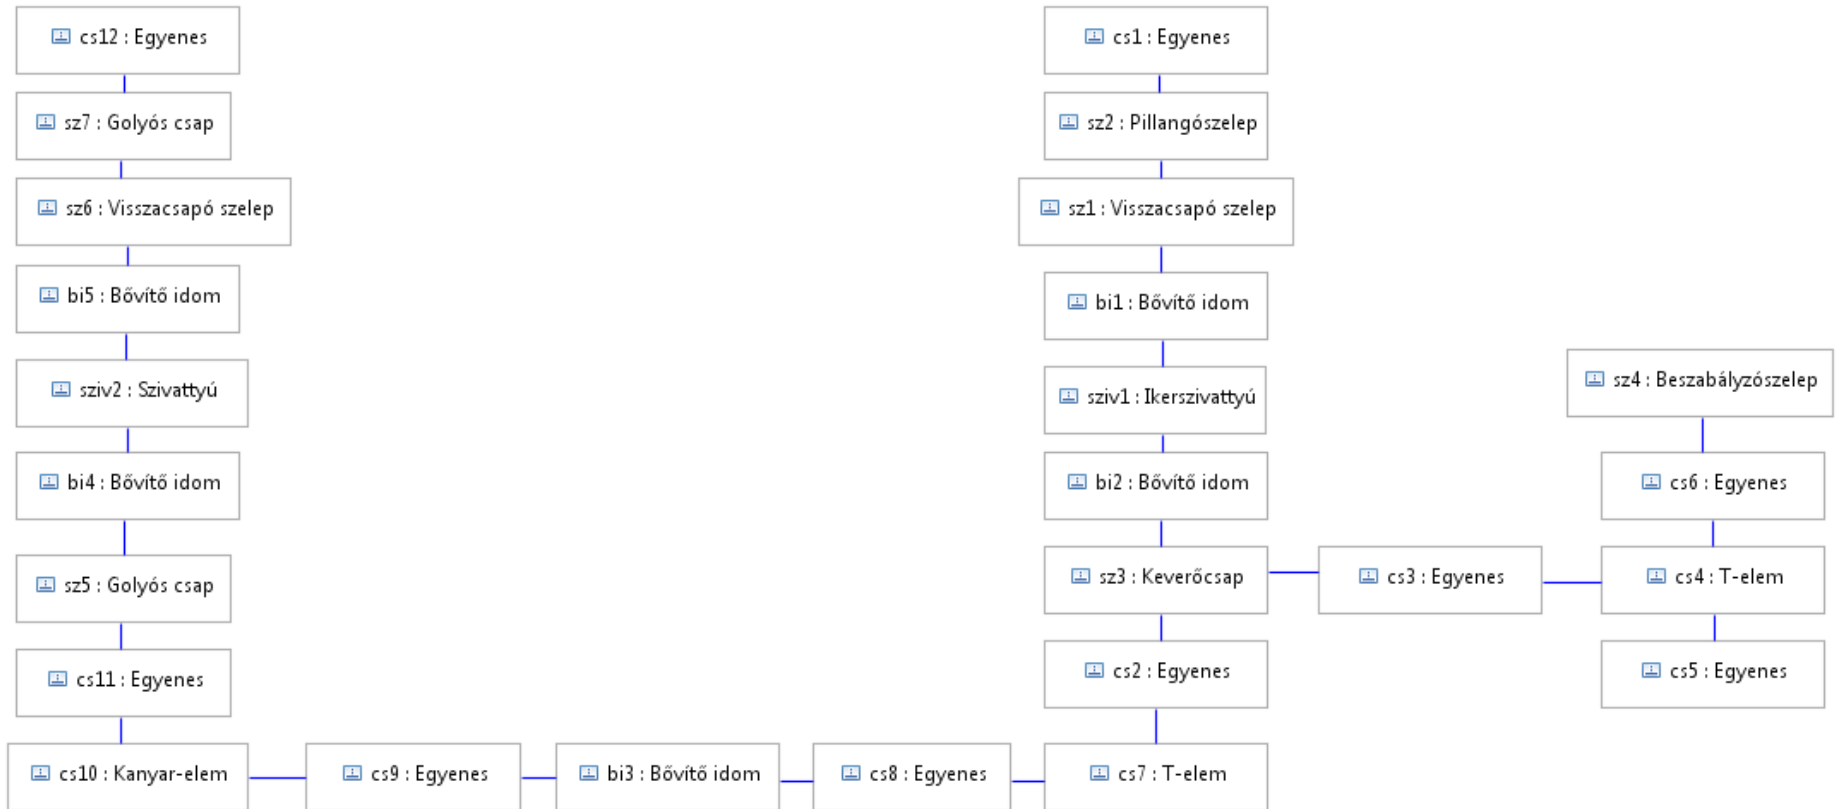 cs12 : Egyenes
sz7 : Golyós csap
sz6 : Visszacsapó szelep
bi5 : Bővítő idom
sziv2 : Szivattyú
bi4 : Bővítő idom
sz5 : Golyós csap
cs11 : Egyenes
cs10 : Kanyar-elem
cs9 : Egyenes
bi3 : Bővítő idom
cs8 : Egyenes
cs7 : T-elem
cs1 : Egyenes
sz2 : Pillangószelep
sz1 : Visszacsapó szelep
bi1 : Bővítő idom
sziv1 : Ikerszivattyú
bi2 : Bővítő idom
sz3 : Keverőcsap
cs2 : Egyenes
cs3 : Egyenes
sz4 : Beszabályzószelep
cs6 : Egyenes
cs4 : T-elem
cs5 : Egyenes